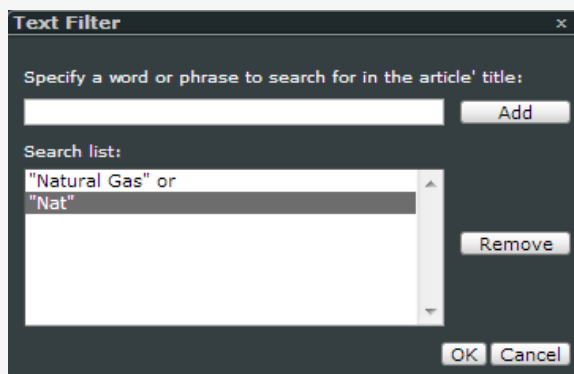 Text Filter x
Specify a word or phrase to search for in the article' title:
Add
Search list:
"Natural Gas" or
"Nat"
Remove
OK Cancel